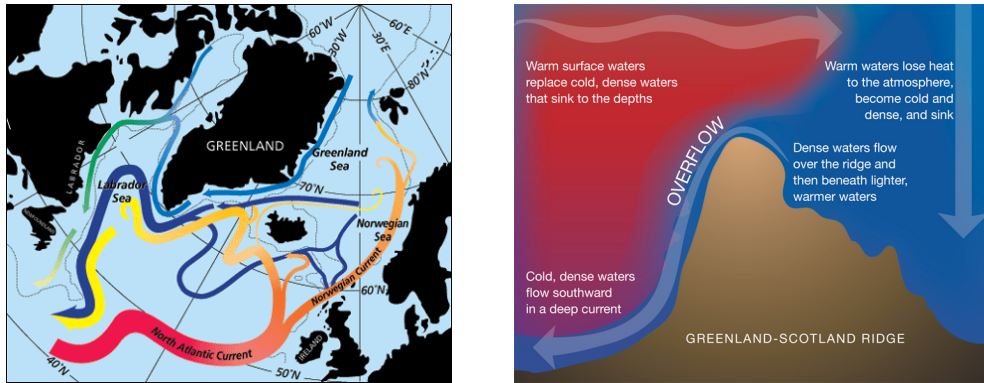 60°W
30°W
30°E
60°E
80°N
GREENLAND
Greenland
Sea
LABRADOR
Labrador
Sea
70°N
NEWFOUNDLAND
Norwegian
Sea
Norwegian Current
60°N
North Atlantic Current
IRELAND
40°N
50°N
Warm surface waters
replace cold, dense waters
that sink to the depths
Warm waters lose heat
to the atmosphere,
become cold and
dense, and sink
OVERFLOW
Dense waters flow
over the ridge and
then beneath lighter,
warmer waters
Cold, dense waters
flow southward
in a deep current
GREENLAND-SCOTLAND RIDGE